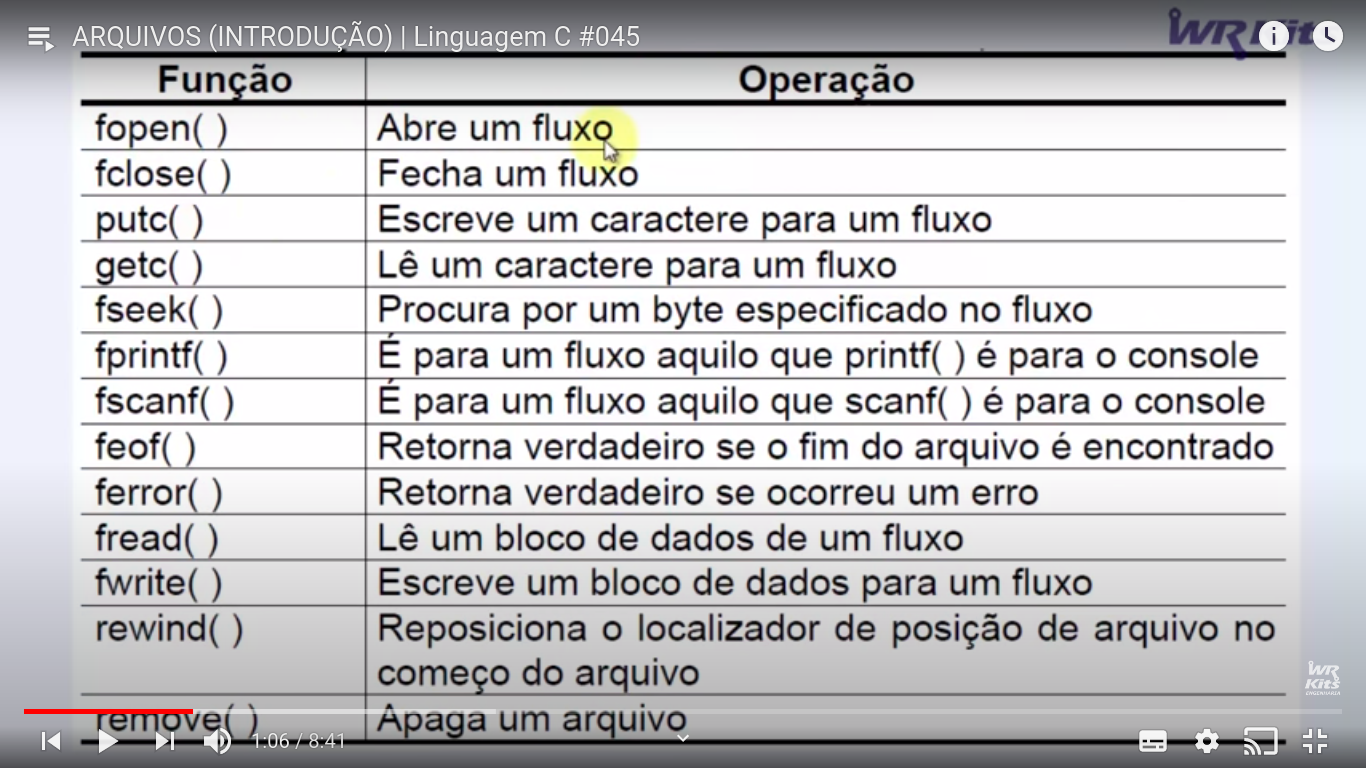 ARQUIVOS (INTRODUÇÃO) | Linguagem C #045
WR Kits
Função Operação
fopen( ) Abre um fluxo
fclose( ) Fecha um fluxo
putc( ) Escreve um caractere para um fluxo
getc( ) Lê um caractere para um fluxo
fseek( ) Procura por um byte especificado no fluxo
fprintf( ) É para um fluxo aquilo que printf( ) é para o console
fscanf( ) É para um fluxo aquilo que scanf( ) é para o console
feof( ) Retorna verdadeiro se o fim do arquivo é encontrado
ferror( ) Retorna verdadeiro se ocorreu um erro
fread( ) Lê um bloco de dados de um fluxo
fwrite( ) Escreve um bloco de dados para um fluxo
rewind( ) Reposiciona o localizador de posição de arquivo no
começo do arquivo
WR
Kits
ENGENHARIA
remove( ) Apaga um arquivo
1:06 / 8:41